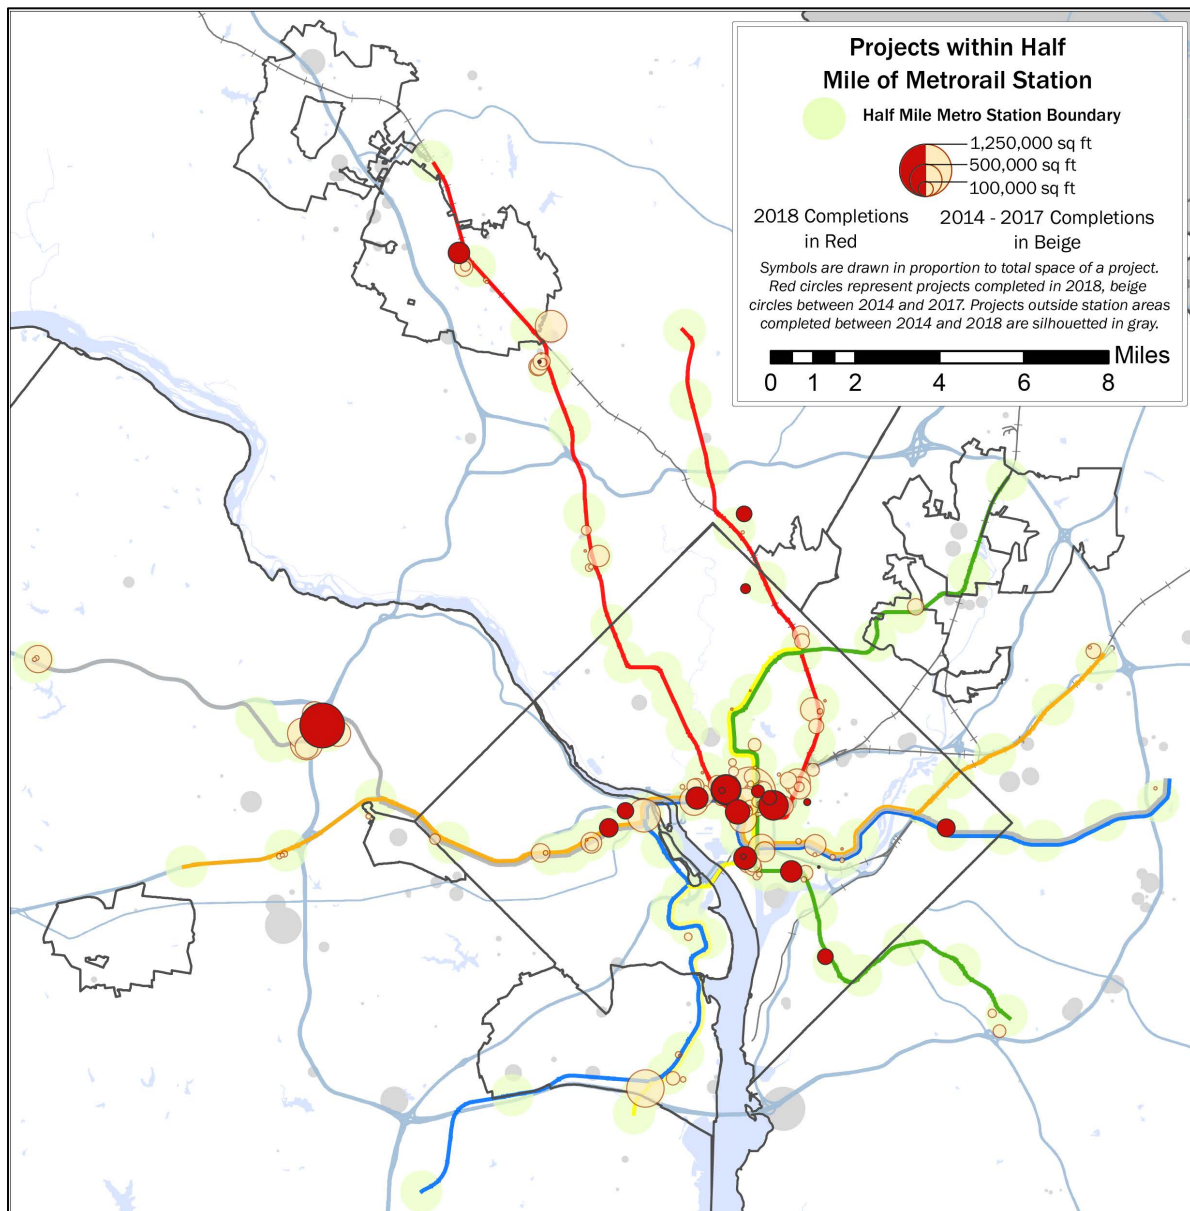 Projects within Half
Mile of Metrorail Station
Half Mile Metro Station Boundary
1,250,000 sq ft
500,000 sq ft
100,000 sq ft
2018 Completions
in Red
2014 - 2017 Completions
in Beige
Symbols are drawn in proportion to total space of a project.
Red circles represent projects completed in 2018, beige
circles between 2014 and 2017. Projects outside station areas
completed between 2014 and 2018 are silhouetted in gray.
Miles
0 1 2 4 6 8